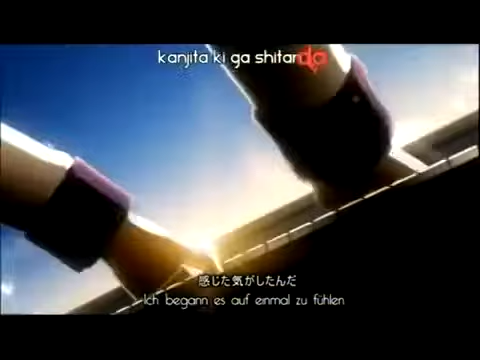 kanjita ki ga shitanda
感じた気がしたんだ
Ich begann es auf einmal zu fühlen